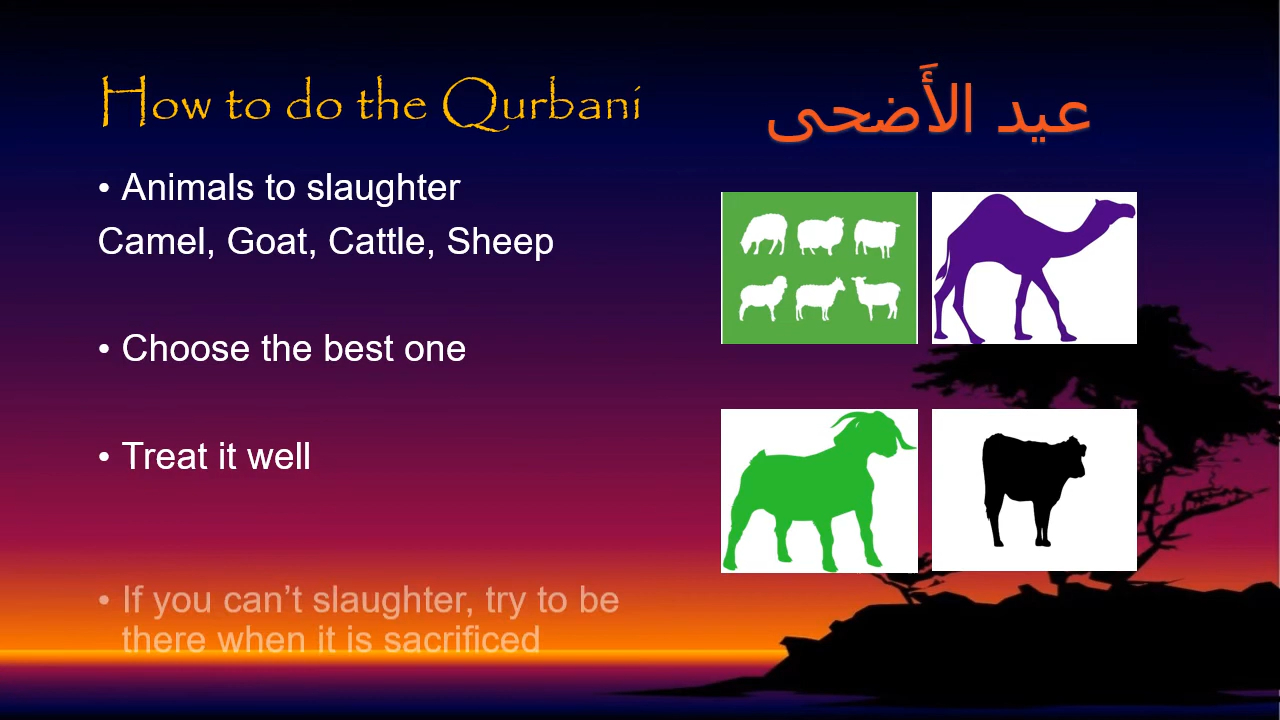 How to do the Qurbani
عيد الأَضحى
• Animals to slaughter
Camel, Goat, Cattle, Sheep
• Choose the best one
• Treat it well
• If you can’t slaughter, try to be
there when it is sacrificed